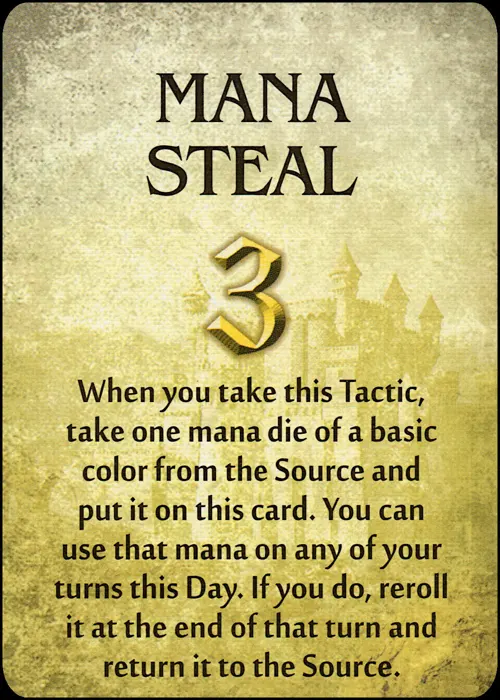 MANA
STEAL
3
When you take this Tactic,
take one mana die of a basic
color from the Source and
put it on this card. You can
use that mana on any of your
turns this Day. If you do, reroll
it at the end of that turn and
return it to the Source.